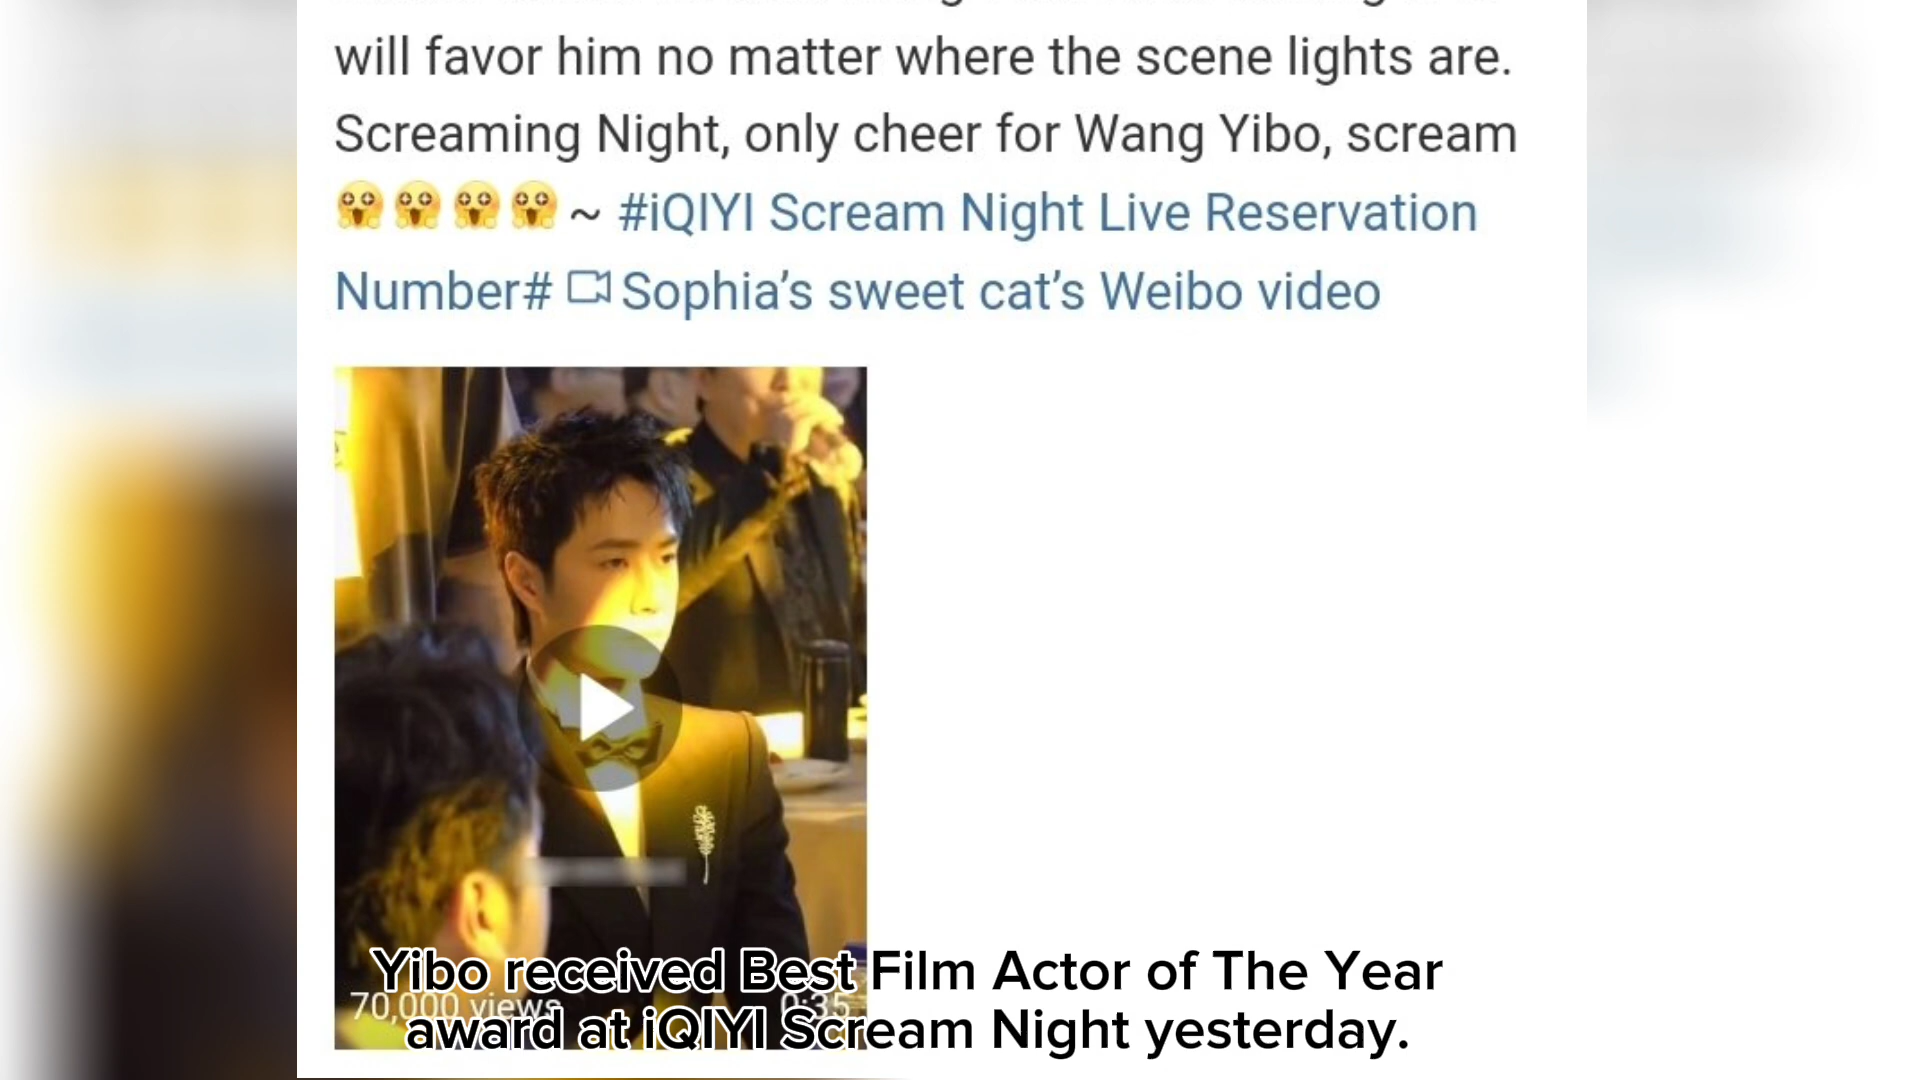 will favor him no matter where the scene lights are.
Screaming Night, only cheer for Wang Yibo, scream
~ #iQIYI Scream Night Live Reservation
Number# Sophia’s sweet cat’s Weibo video
Yibo received Best Film Actor of The Year
70,000 views 0:35
award at iQIYI Scream Night yesterday.